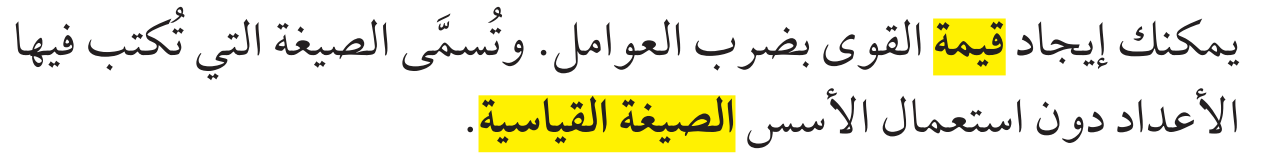 يمكنك إيجاد قيمة القوى بضرب العوامل. وتُسمَّى الصيغة التي تُكتب فيها
الأعداد دون استعمال الأسس الصيغة القياسية.